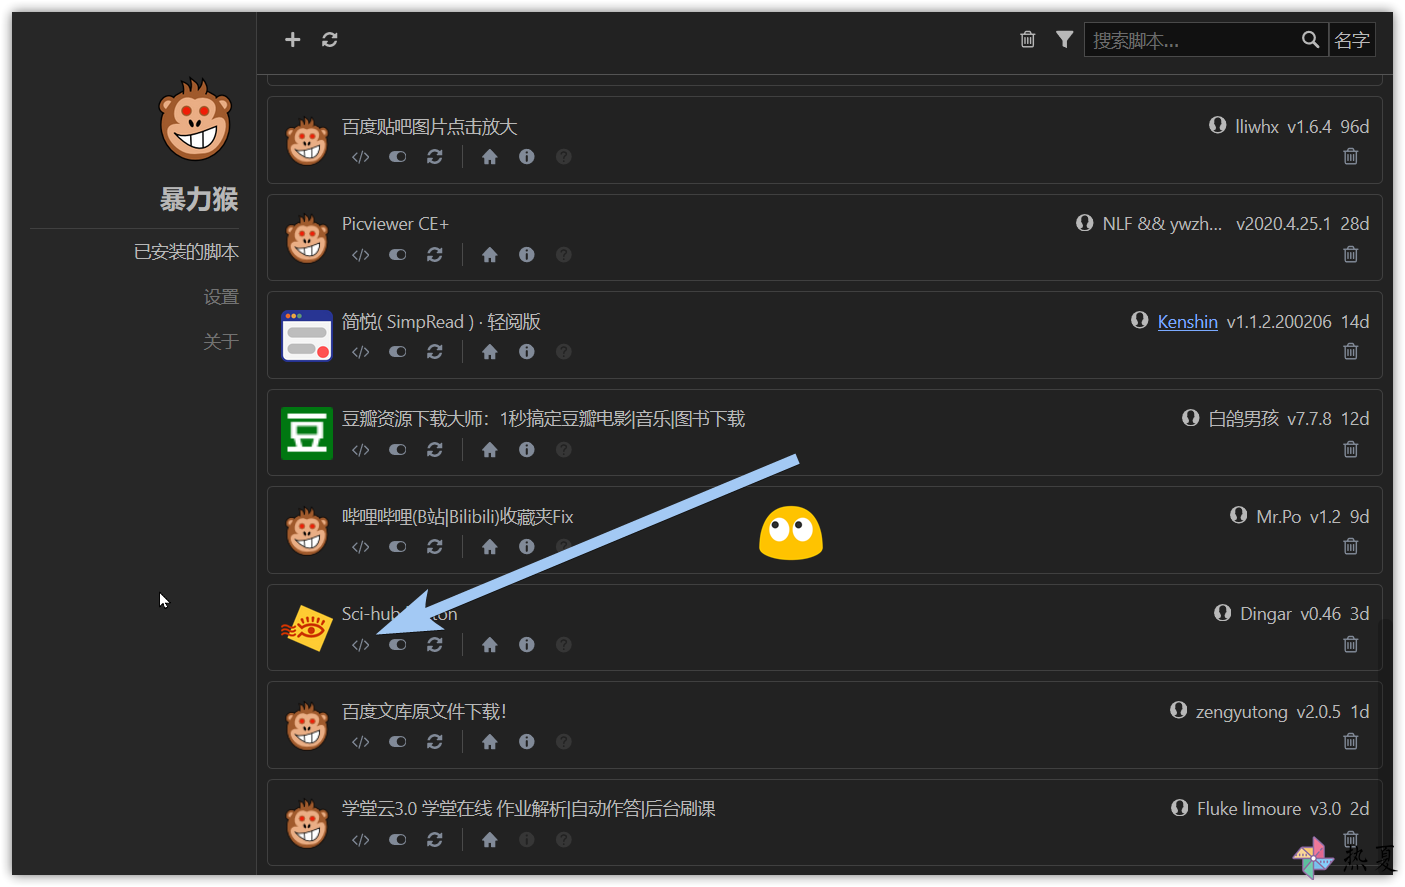 搜索脚本...
名字
暴力猴
已安装的脚本
设置
关于
百度贴吧图片点击放大
lliwhx v1.6.4 96d
Picviewer CE+
NLF && ywzh... v2020.4.25.1 28d
简悦( SimpRead ) · 轻阅版
Kenshin v1.1.2.200206 14d
豆
豆瓣资源下载大师：1秒搞定豆瓣电影|音乐|图书下载
白鸽男孩 v7.7.8 12d
哔哩哔哩(B站|Bilibili)收藏夹Fix
Mr.Po v1.2 9d
Sci-hub
Dingar v0.46 3d
百度文库原文件下载！
zengyutong v2.0.5 1d
学堂云3.0 学堂在线 作业解析|自动作答|后台刷课
Fluke limoure v3.0 2d
热夏